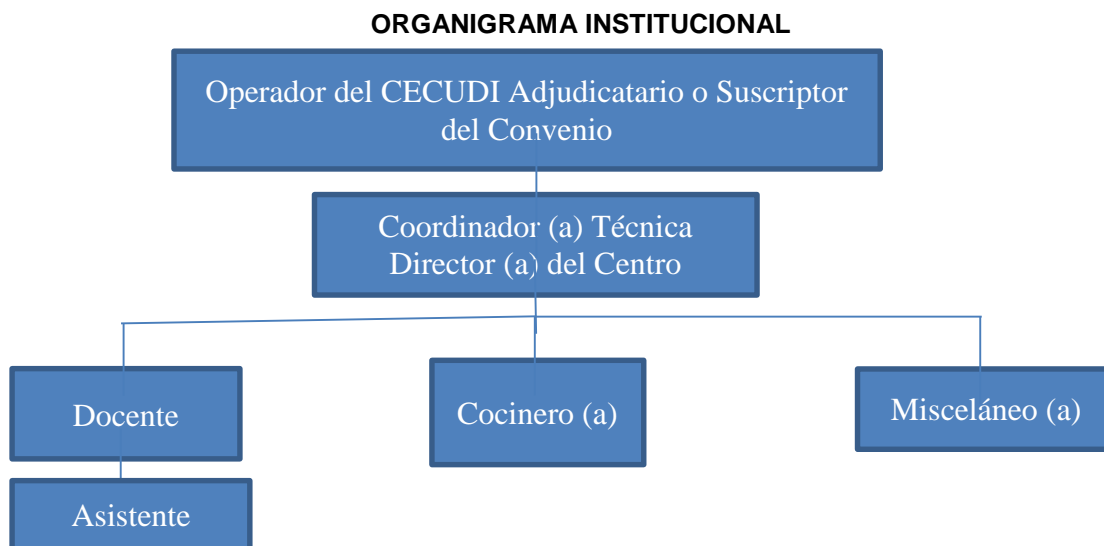 ORGANIGRAMA INSTITUCIONAL
Operador del CECUDI Adjudicatario o Suscriptor
del Convenio
Coordinador (a) Técnica
Director (a) del Centro
Docente
Cocinero (a)
Misceláneo (a)
Asistente